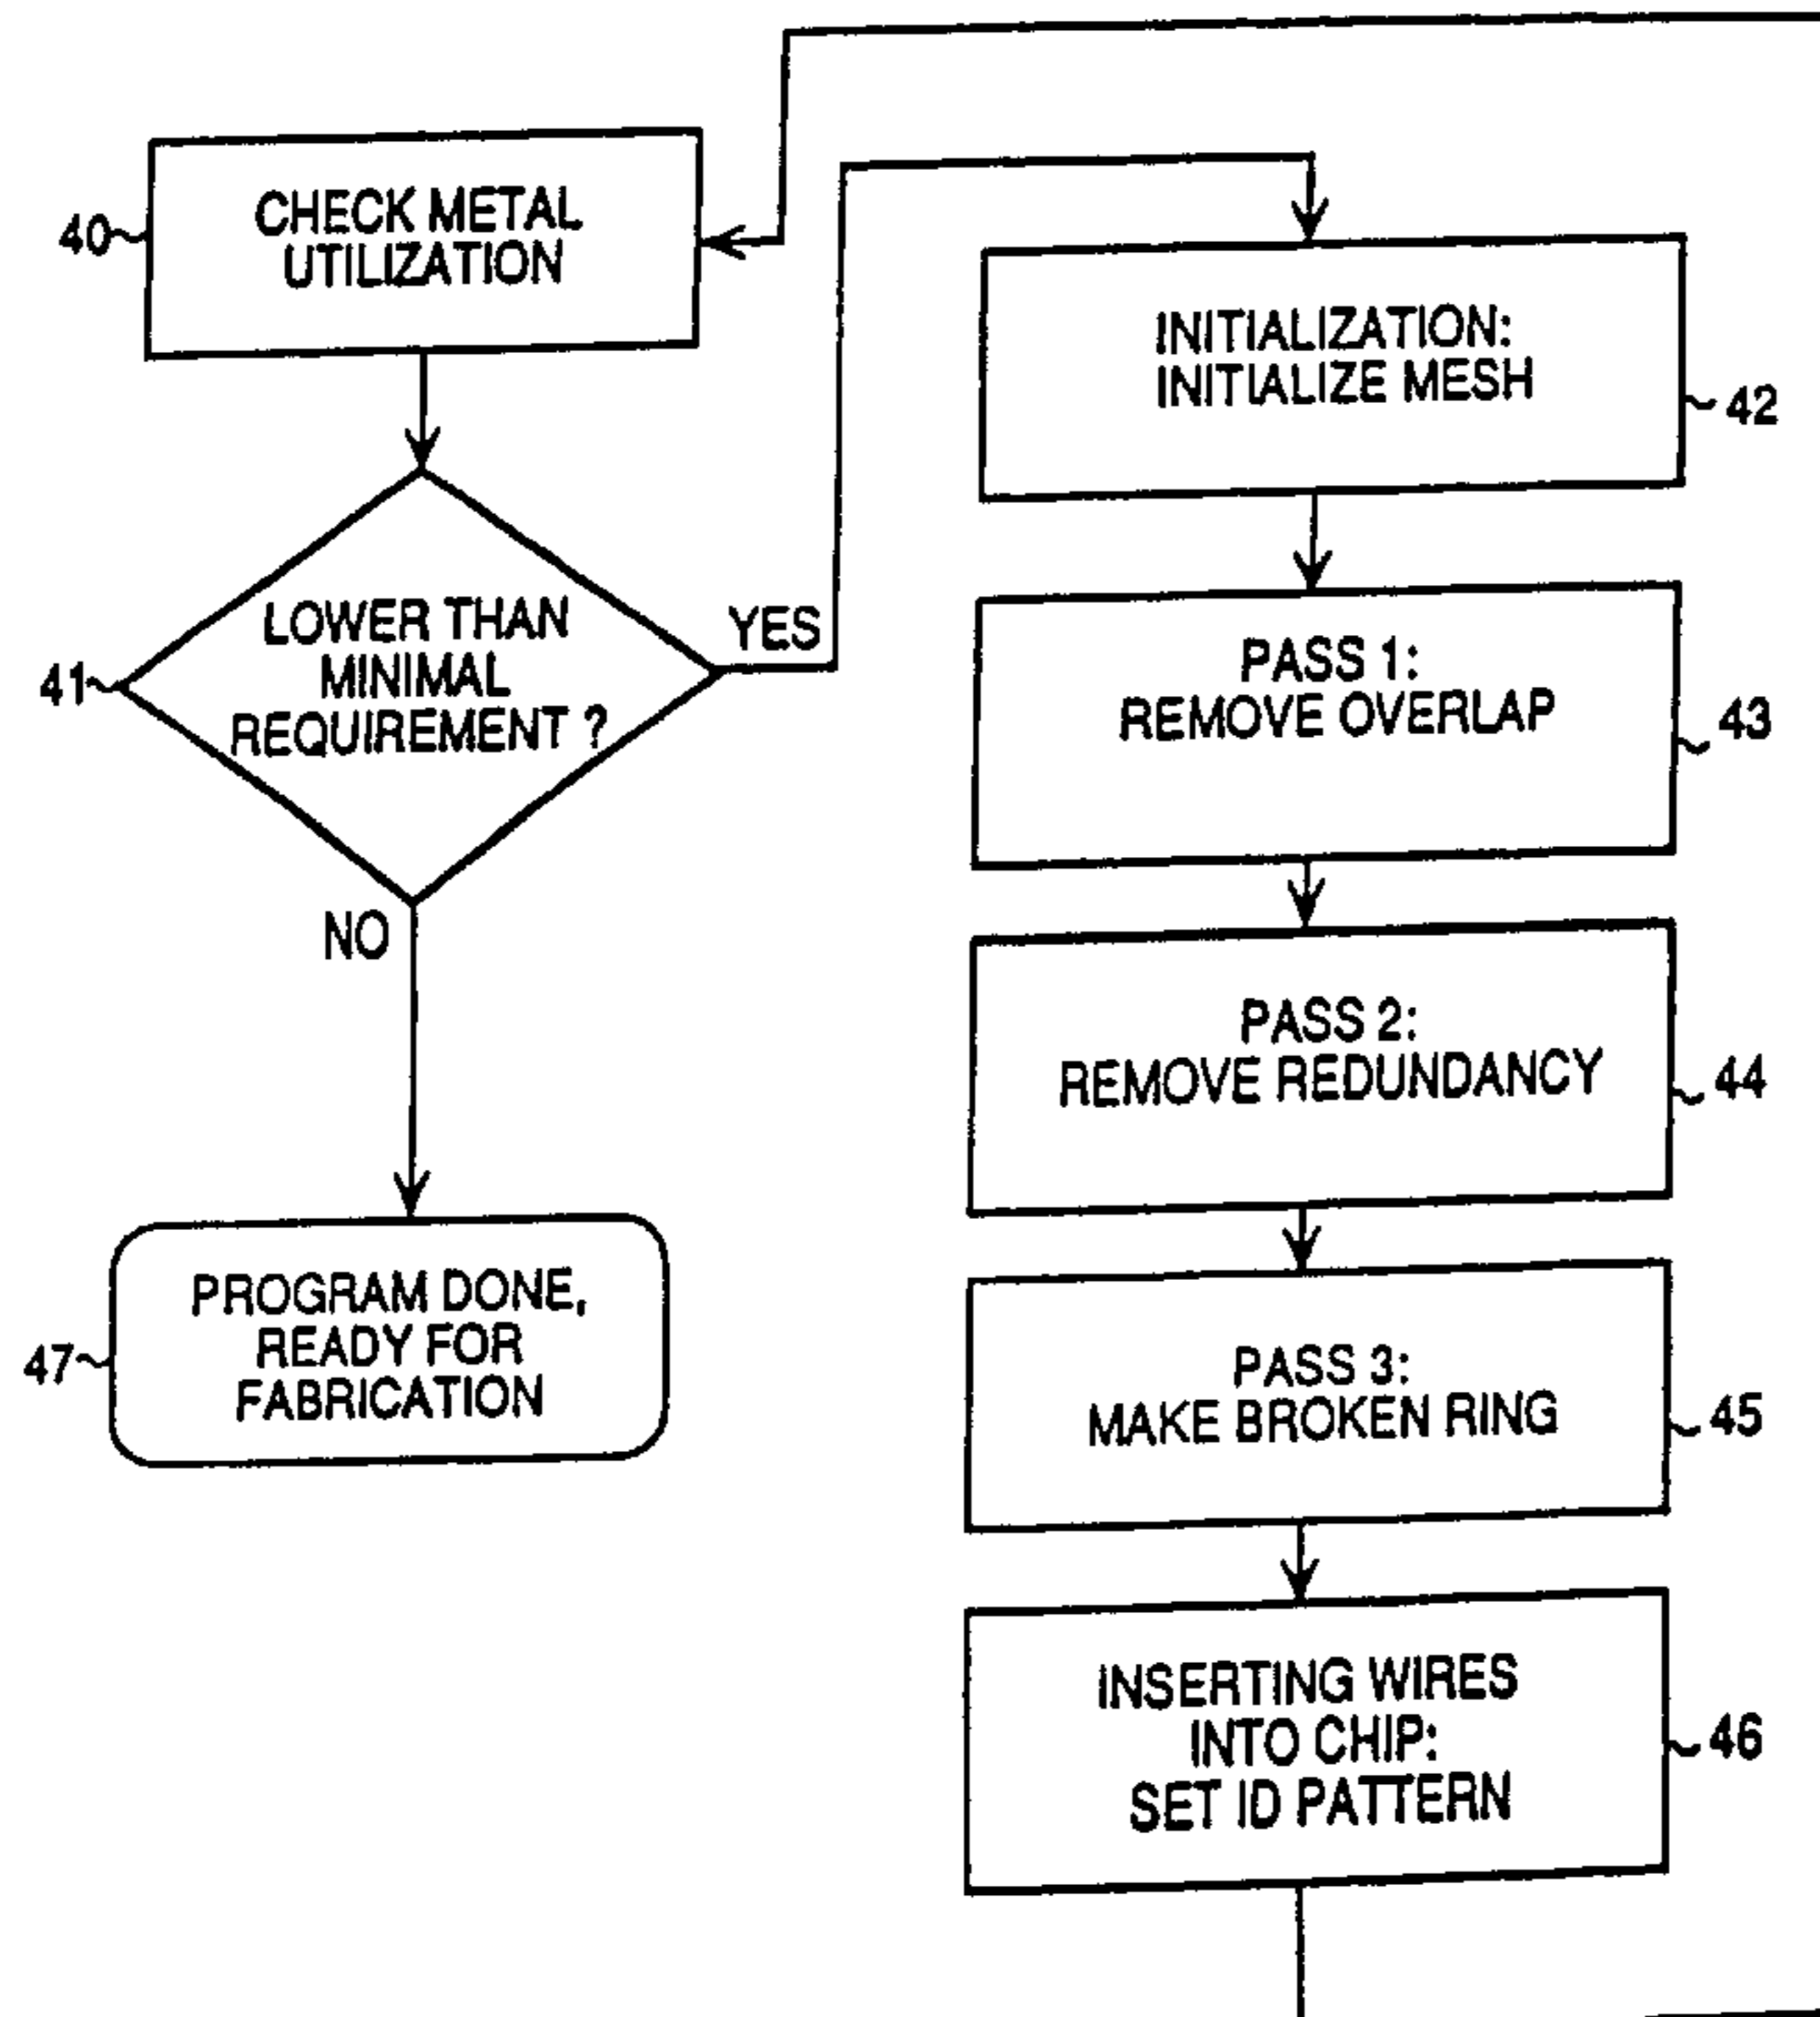 40
CHECK METAL
UTILIZATION
41
LOWER THAN
MINIMAL
REQUIREMENT ?
YES
NO
47
PROGRAM DONE,
READY FOR
FABRICATION
INITIALIZATION:
INITIALIZE MESH
42
PASS 1:
REMOVE OVERLAP
43
PASS 2:
REMOVE REDUNDANCY
44
PASS 3:
MAKE BROKEN RING
45
INSERTING WIRES
INTO CHIP:
SET ID PATTERN
46